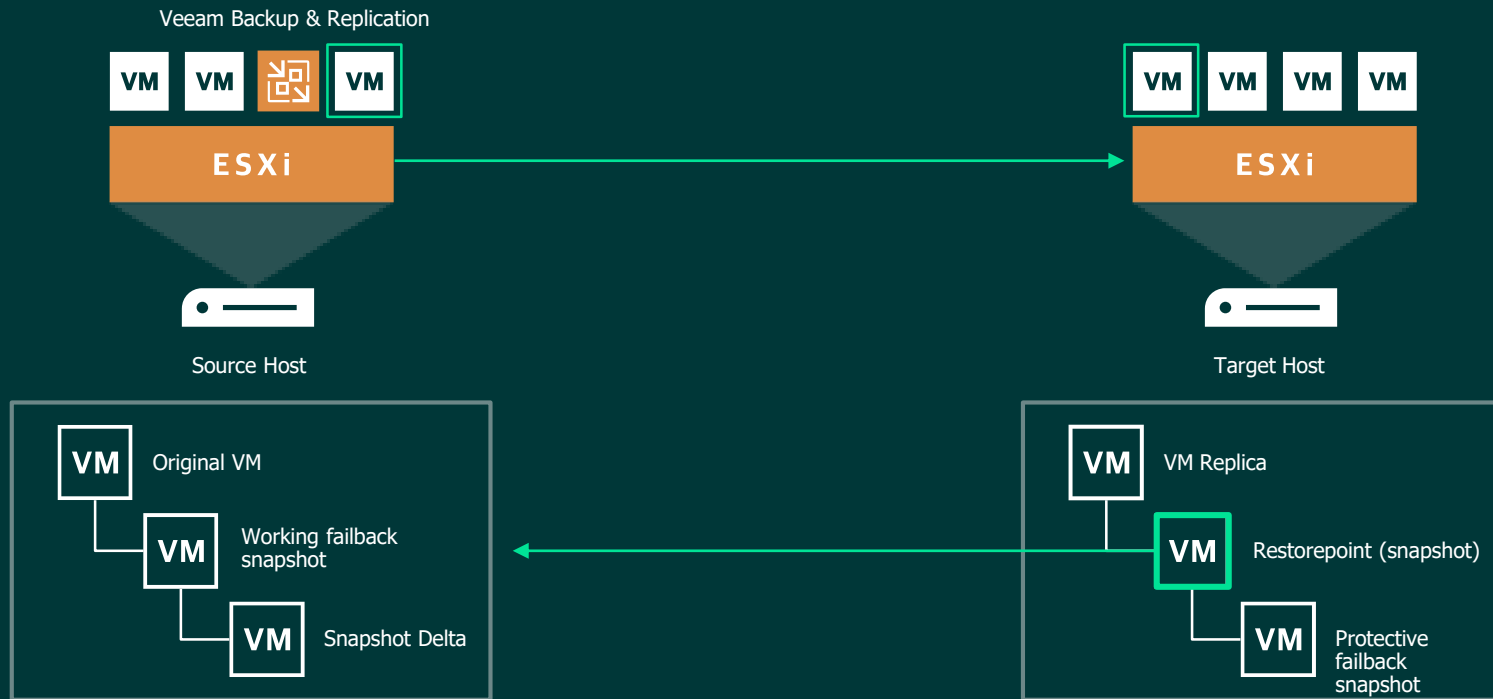 Veeam Backup & Replication
VM VM VM VM VM VM VM
ESXi ESXi
Source Host Target Host
VM Original VM
VM Working failback
snapshot
VM Snapshot Delta
VM VM Replica
VM Restorepoint (snapshot)
VM Protective
failback
snapshot